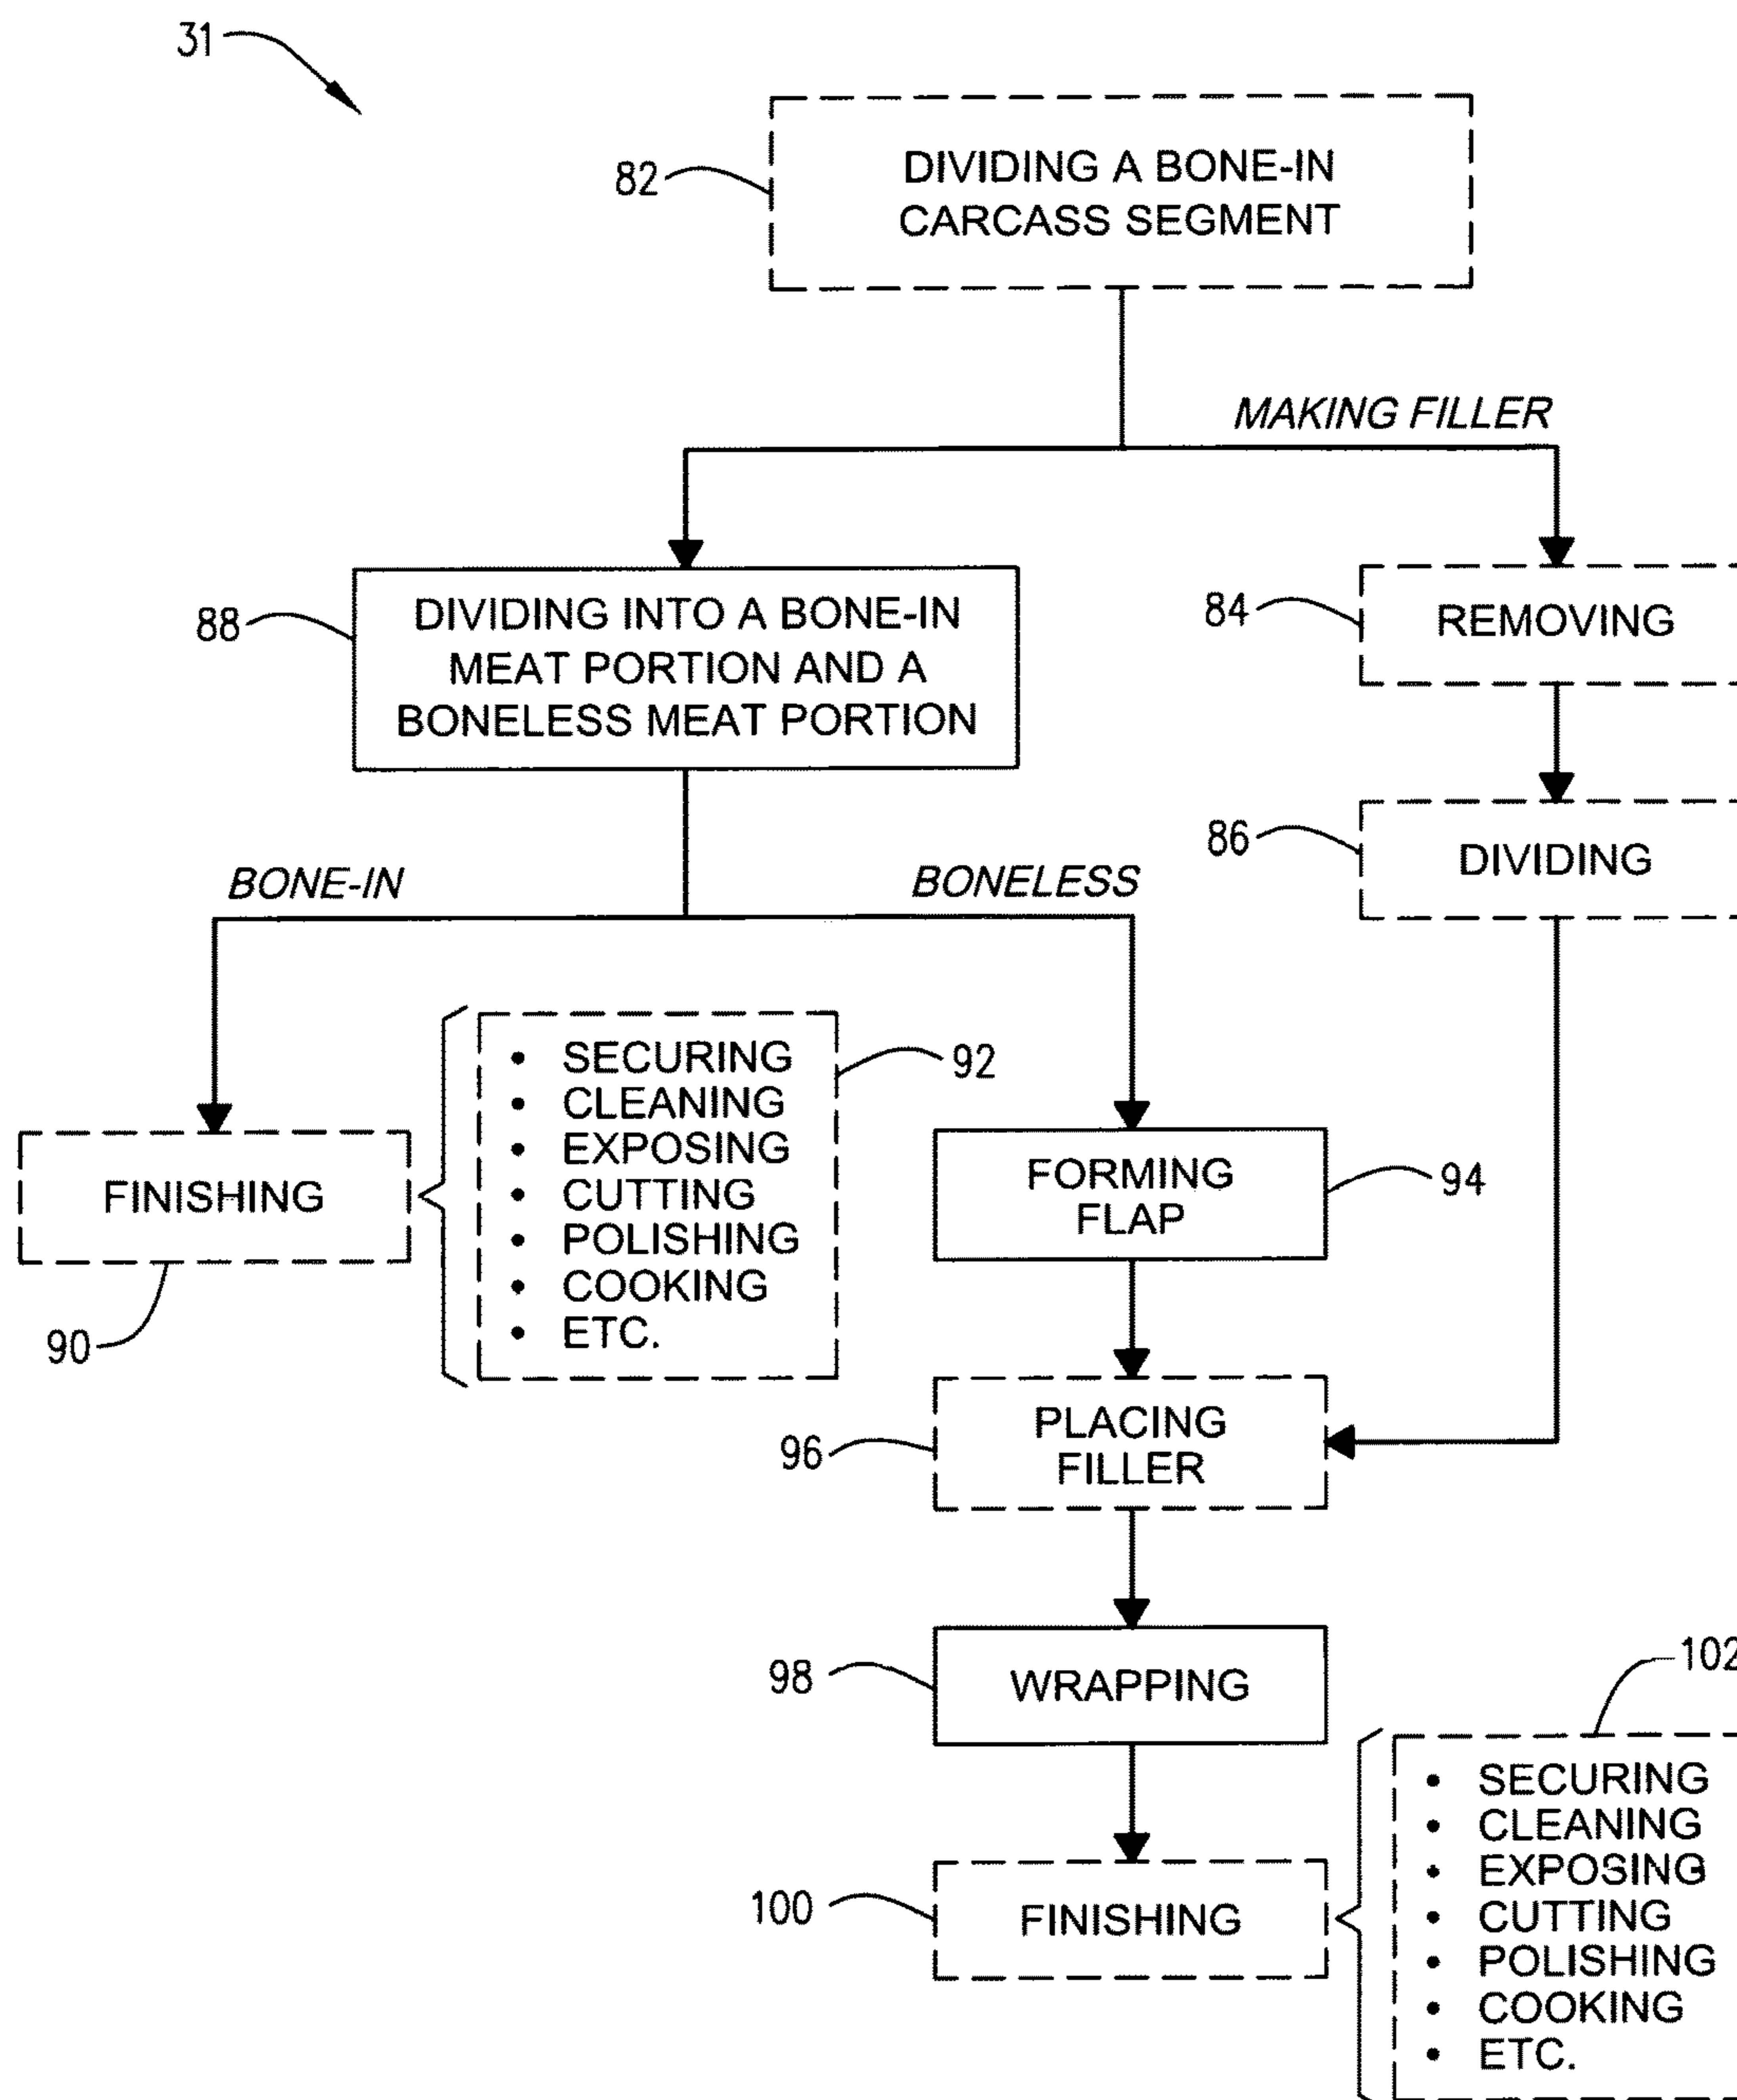 31
82
DIVIDING A BONE-IN
CARCASS SEGMENT
MAKING FILLER
88
DIVIDING INTO A BONE-IN
MEAT PORTION AND A
BONELESS MEAT PORTION
84
REMOVING
86
DIVIDING
BONE-IN
BONELESS
FINISHING
90
• SECURING
• CLEANING
• EXPOSING
• CUTTING
• POLISHING
• COOKING
• ETC.
92
FORMING
FLAP
94
96
PLACING
FILLER
98
WRAPPING
102
100
FINISHING
• SECURING
• CLEANING
• EXPOSING
• CUTTING
• POLISHING
• COOKING
• ETC.